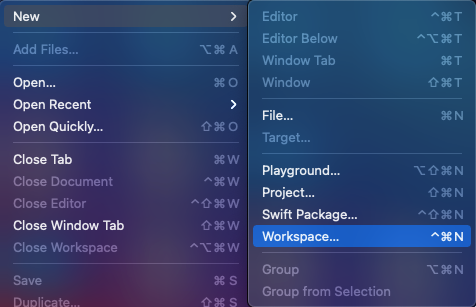 New >
Add Files... ⌥⌘A
Open... ⌘O
Open Recent >
Open Quickly... ⇧⌘O
Close Tab ⌘W
Close Document ^⌘W
Close Editor ^⇧⌘W
Close Window Tab ⇧⌘W
Close Workspace ^⌥⌘W
Save ⌘S
Duplicate... ⇧⌘S
Editor ^⌘T
Editor Below ^⌥⌘T
Window Tab ⌘T
Window ⇧⌘T
File... ⌘N
Target...
Playground... ⌥⇧⌘N
Project... ⇧⌘N
Swift Package... ^⇧⌘N
Workspace... ^⌘N
Group ⌥⌘N
Group from Selection